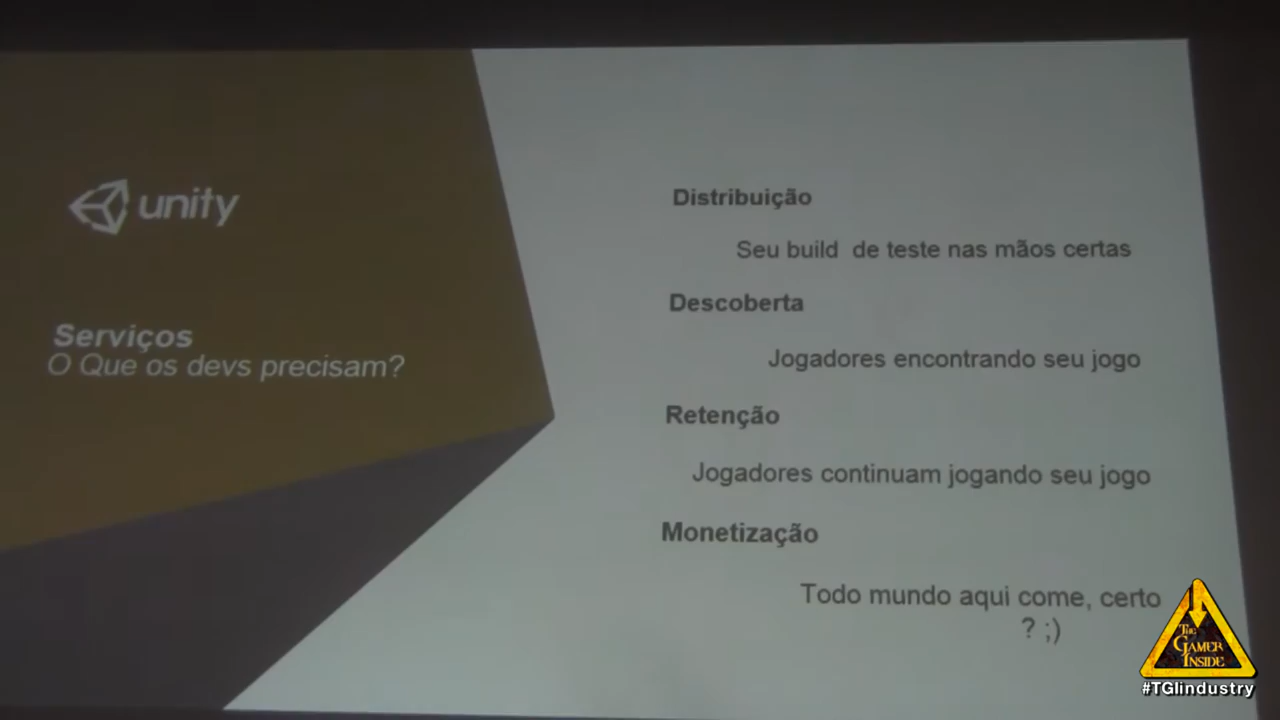 unity
Serviços
O Que os devs precisam?
Distribuição
Seu build de teste nas mãos certas
Descoberta
Jogadores encontrando seu jogo
Retenção
Jogadores continuam jogando seu jogo
Monetização
Todo mundo aqui come, certo
? ;)
THE
GAMER
INSIDE
#TGIindustry